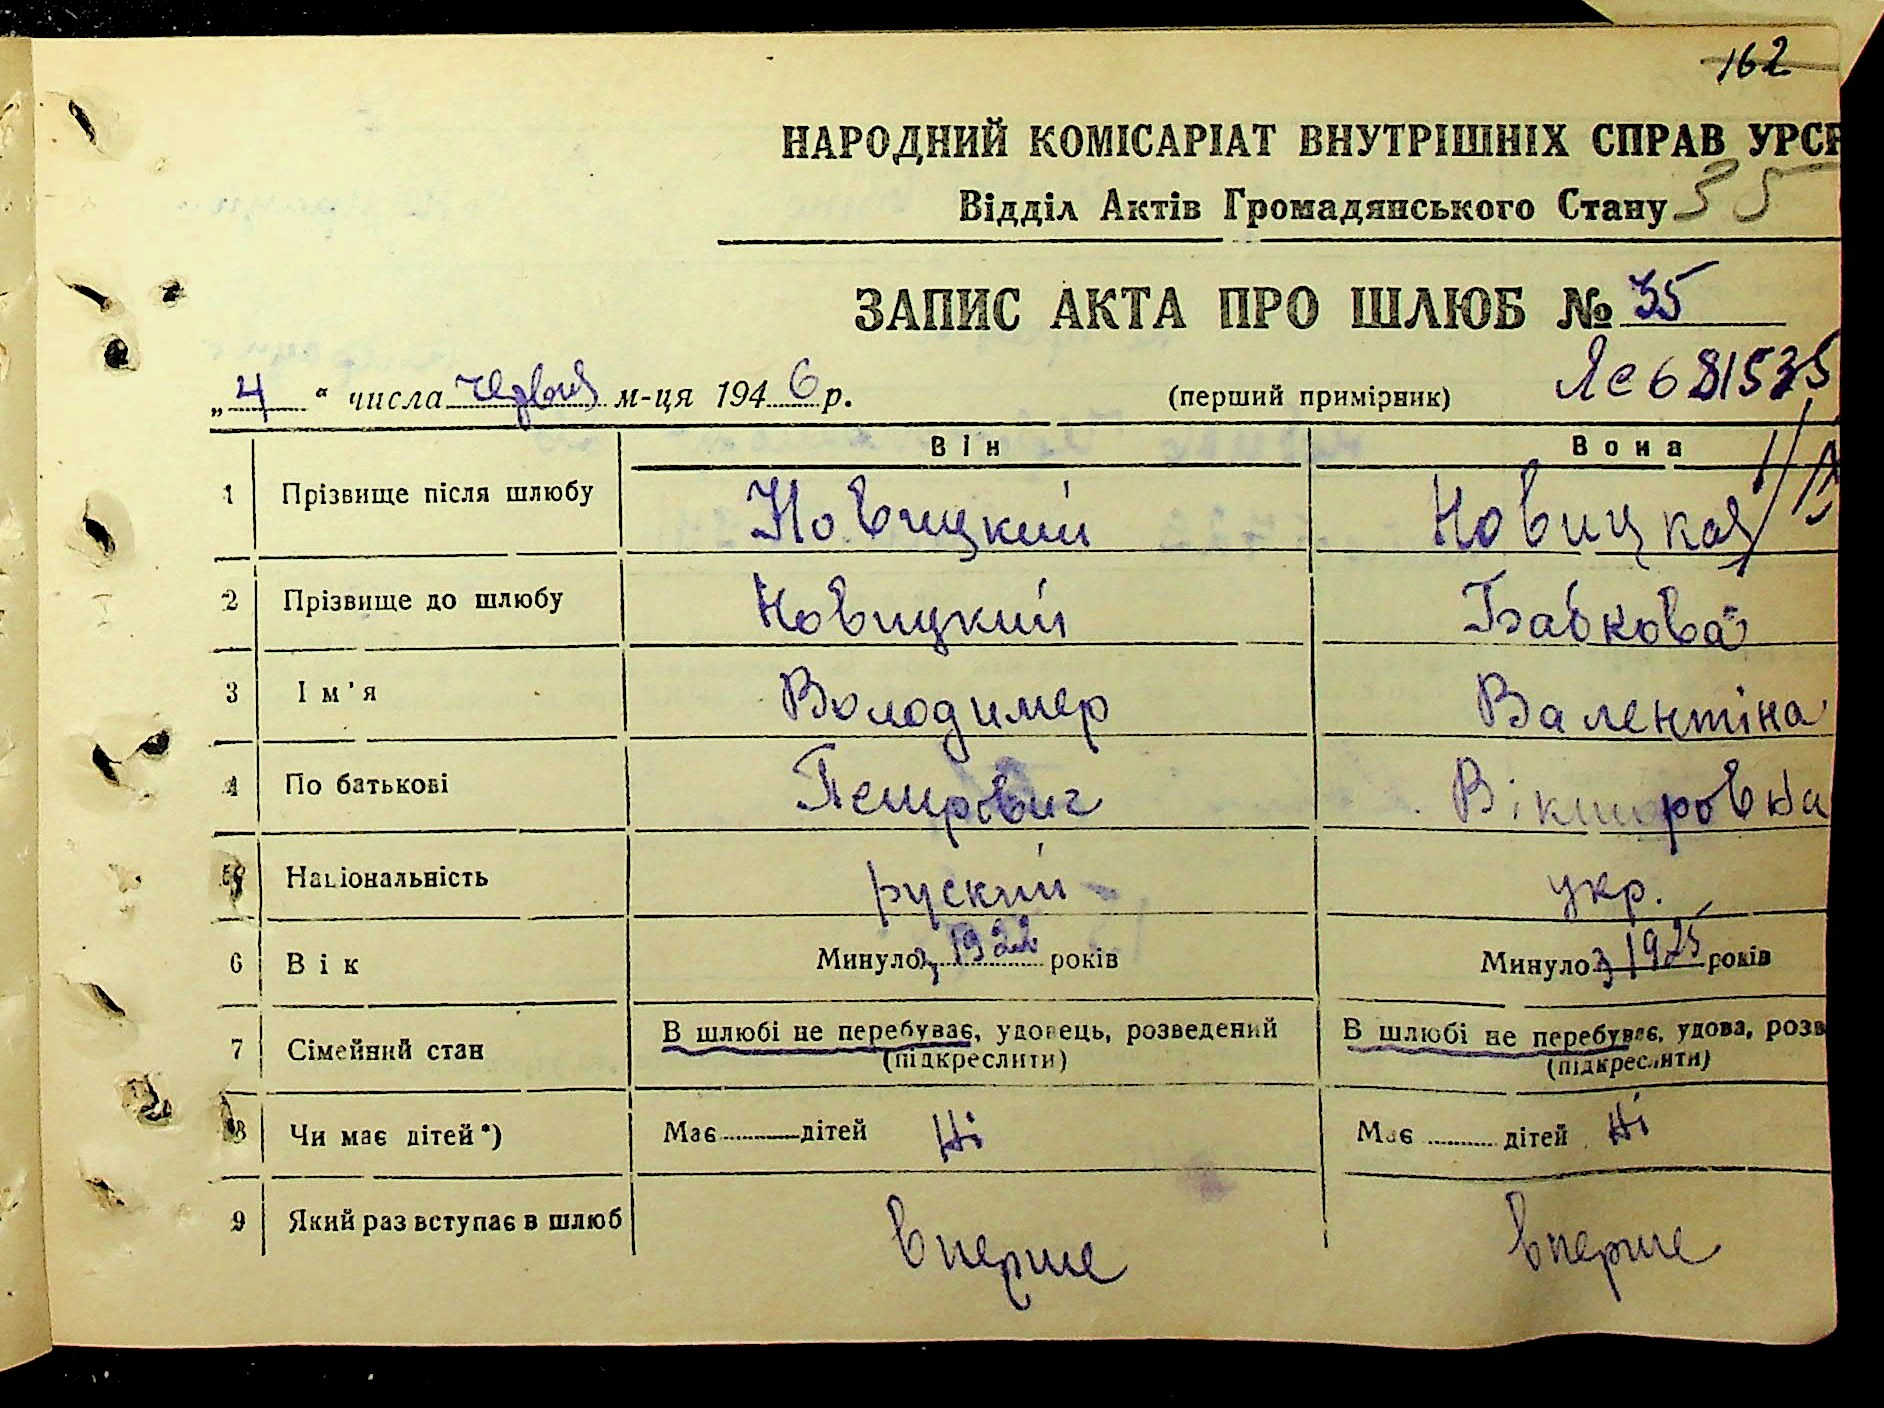 162
НАРОДНИЙ КОМІСАРІАТ ВНУТРІШНІХ СПРАВ УРСР
Відділ Актів Громадянського Стану 35
ЗАПИС АКТА ПРО ШЛЮБ № 35
„4“ числа червня м-ця 1946 р. (перший примірник) ЯС 681535
Він Вона
1 Прізвище після шлюбу Новицкий Новицкая
2 Прізвище до шлюбу Новицкий Бабкова
3 Ім'я Володимер Валентіна
4 По батькові Петрович Вікторовна
5 Національність руский укр.
6 Вік Минуло з 1922 років Минуло з 1925 років
7 Сімейний стан В шлюбі не перебуває, удовець, розведений В шлюбі не перебуває, удова, розв
(підкреслити) (підкреслити)
8 Чи має дітей*) Має дітей Ні Має дітей Ні
9 Який раз вступає в шлюб вперше вперше